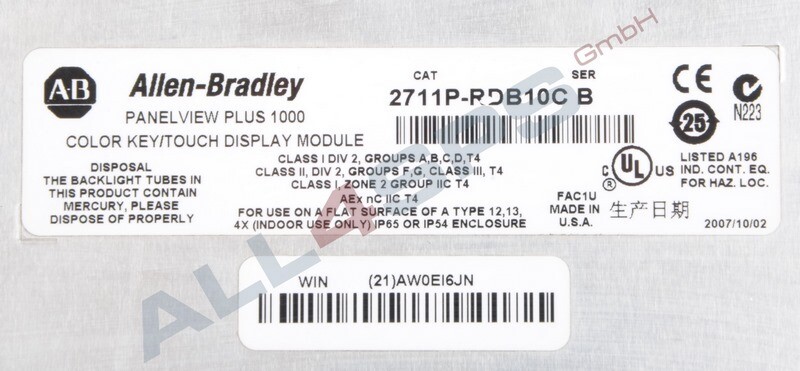 AB Allen-Bradley
PANELVIEW PLUS 1000
COLOR KEY/TOUCH DISPLAY MODULE
DISPOSAL
THE BACKLIGHT TUBES IN
THIS PRODUCT CONTAIN
MERCURY, PLEASE
DISPOSE OF PROPERLY
CAT SER
2711P-RDB10C B
CLASS I DIV 2, GROUPS A,B,C,D,T4
CLASS II, DIV 2, GROUPS F,G, CLASS III, T4
CLASS I, ZONE 2 GROUP IIC T4
AEx nC IIC T4
FOR USE ON A FLAT SURFACE OF A TYPE 12,13,
4X (INDOOR USE ONLY) IP65 OR IP54 ENCLOSURE
CE
N223
25
C UL US
®
LISTED A196
IND. CONT. EQ.
FOR HAZ. LOC.
FAC1U
MADE IN
U.S.A.
生产日期
2007/10/02
WIN (21)AW0EI6JN
ALL4PPS GmbH